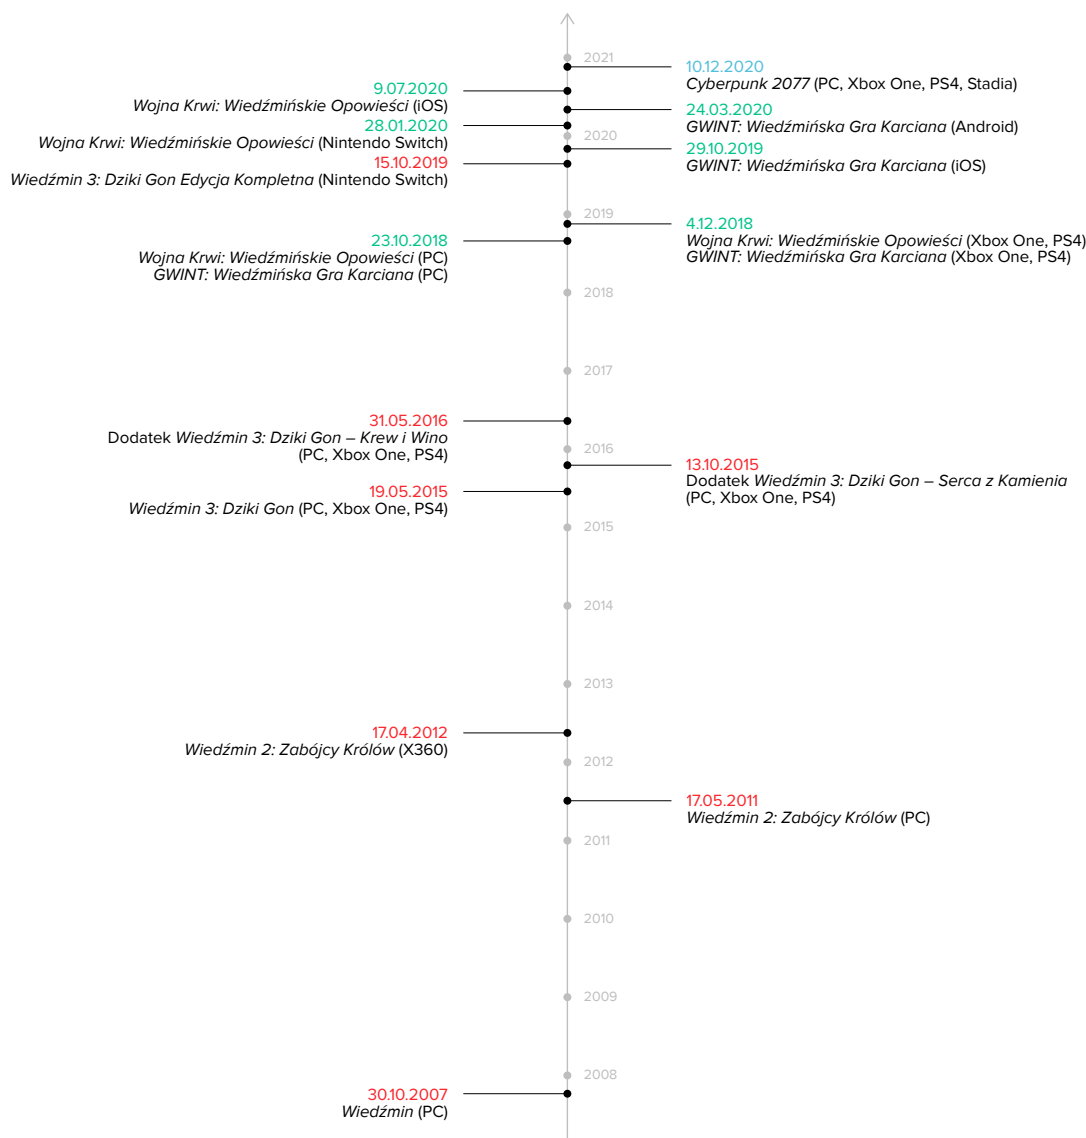 2021
10.12.2020
Cyberpunk 2077 (PC, Xbox One, PS4, Stadia)
9.07.2020
Wojna Krwi: Wiedźmińskie Opowieści (iOS)
24.03.2020
GWINT: Wiedźmińska Gra Karciana (Android)
28.01.2020
Wojna Krwi: Wiedźmińskie Opowieści (Nintendo Switch)
2020
29.10.2019
GWINT: Wiedźmińska Gra Karciana (iOS)
15.10.2019
Wiedźmin 3: Dziki Gon Edycja Kompletna (Nintendo Switch)
2019
4.12.2018
Wojna Krwi: Wiedźmińskie Opowieści (Xbox One, PS4)
GWINT: Wiedźmińska Gra Karciana (Xbox One, PS4)
23.10.2018
Wojna Krwi: Wiedźmińskie Opowieści (PC)
GWINT: Wiedźmińska Gra Karciana (PC)
2018
2017
31.05.2016
Dodatek Wiedźmin 3: Dziki Gon – Krew i Wino
(PC, Xbox One, PS4)
2016
13.10.2015
Dodatek Wiedźmin 3: Dziki Gon – Serca z Kamienia
(PC, Xbox One, PS4)
19.05.2015
Wiedźmin 3: Dziki Gon (PC, Xbox One, PS4)
2015
2014
2013
17.04.2012
Wiedźmin 2: Zabójcy Królów (X360)
2012
17.05.2011
Wiedźmin 2: Zabójcy Królów (PC)
2011
2010
2009
2008
30.10.2007
Wiedźmin (PC)